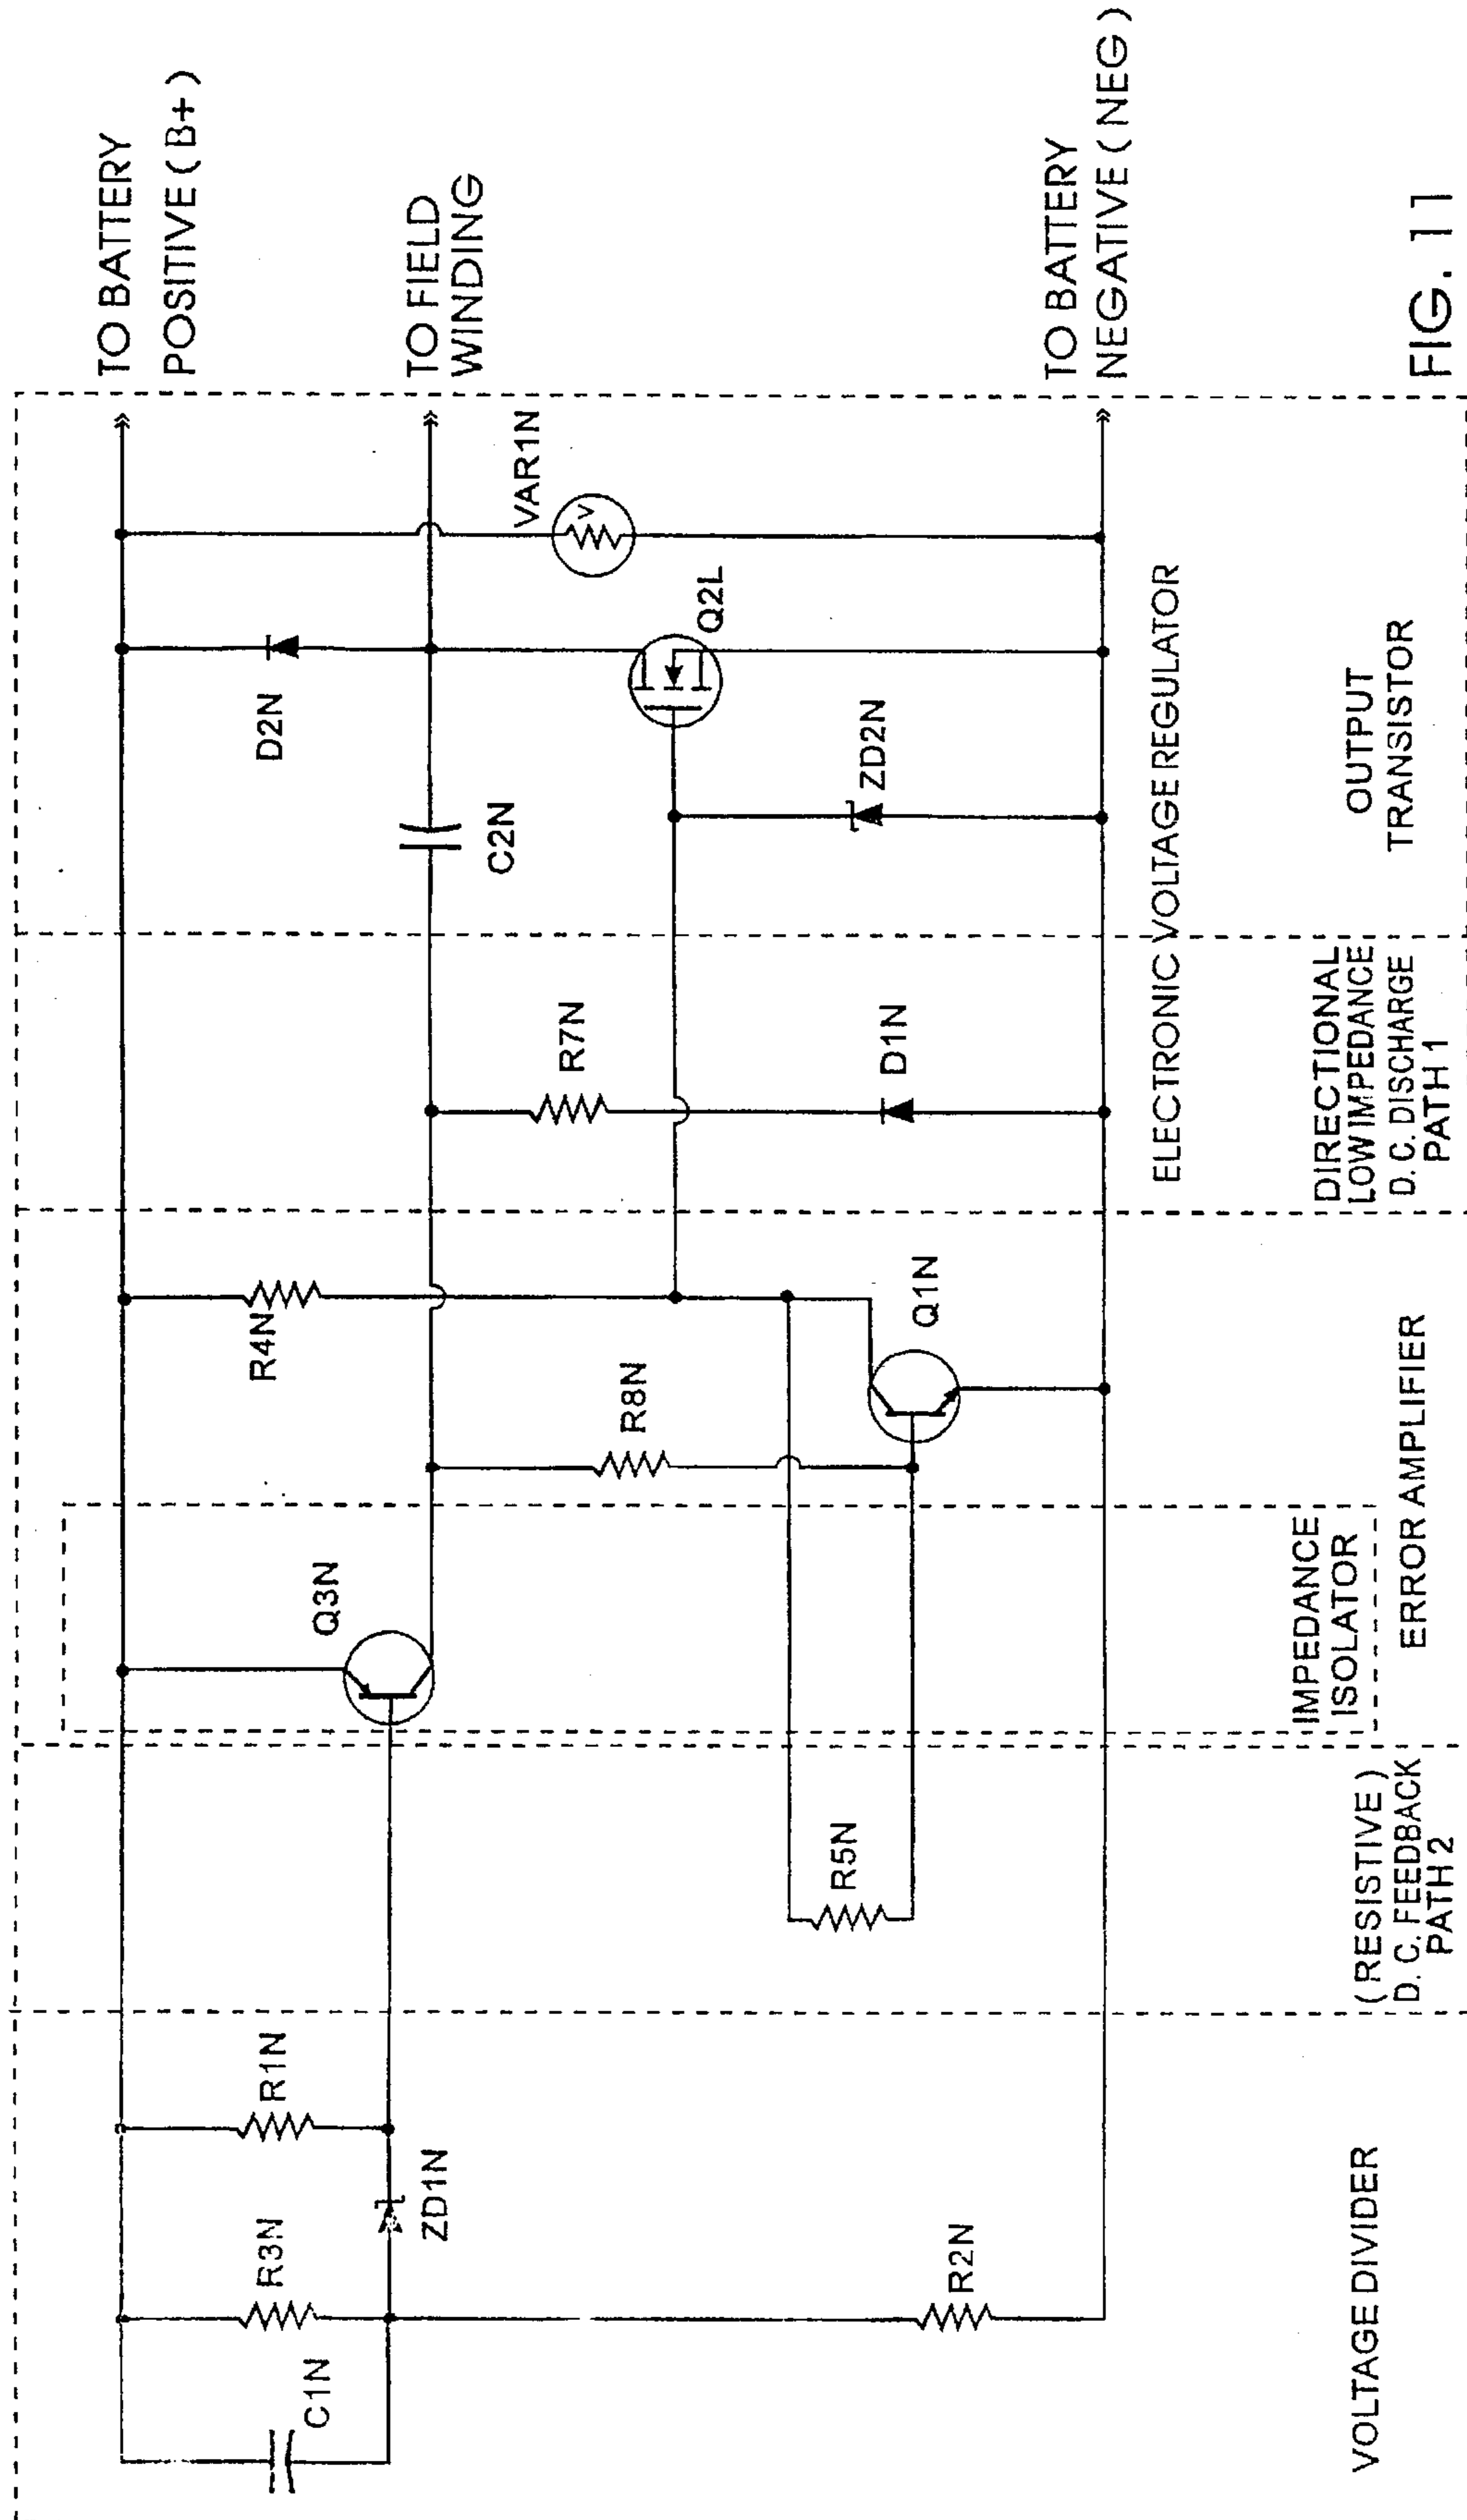 TO BATTERY
POSITIVE ( B+ )
TO FIELD
WINDING
TO BATTERY
NEGATIVE ( NEG )
C1N
R3N
R1N
ZD1N
R2N
R5N
Q3N
R8N
R4N
Q1N
R7N
D1N
C2N
D2N
ZD2N
Q2L
VAR1N
V
ELECTRONIC VOLTAGE REGULATOR
VOLTAGE DIVIDER
( RESISTIVE )
D. C. FEEDBACK
PATH 2
IMPEDANCE
ISOLATOR
ERROR AMPLIFIER
DIRECTIONAL
LOW IMPEDANCE
D. C. DISCHARGE
PATH 1
OUTPUT
TRANSISTOR
FIG. 11